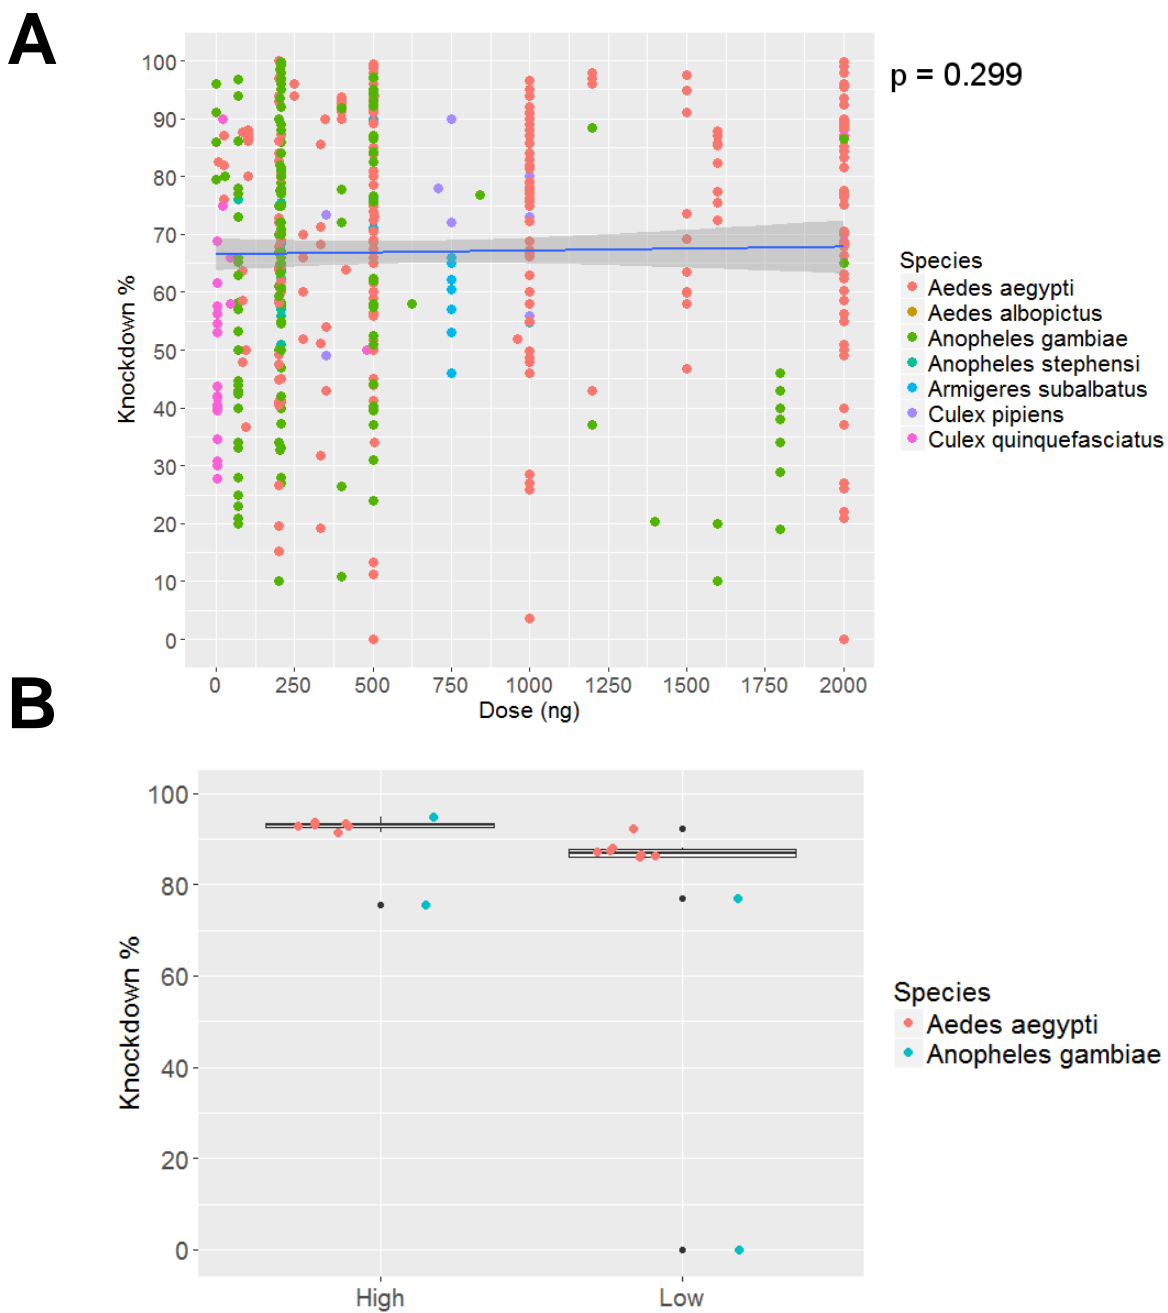 A
100
90
80
70
60
50
40
30
20
10
0
Knockdown %
0 250 500 750 1000 1250 1500 1750 2000
Dose (ng)
p = 0.299
Species
Aedes aegypti
Aedes albopictus
Anopheles gambiae
Anopheles stephensi
Armigeres subalbatus
Culex pipiens
Culex quinquefasciatus
B
100
80
60
40
20
0
Knockdown %
High Low
Species
Aedes aegypti
Anopheles gambiae